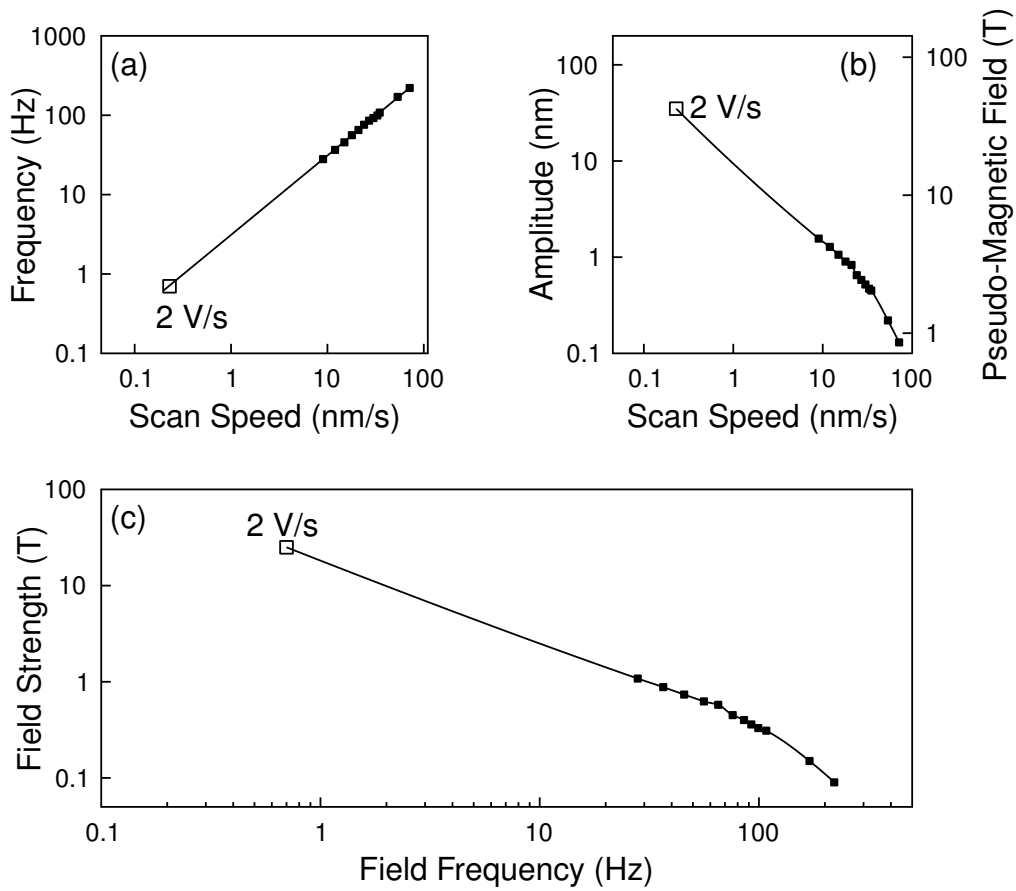 (a)
1000
100
10
1
0.1
Frequency (Hz)
2 V/s
0.1
1
10
100
Scan Speed (nm/s)
(b)
100
10
1
0.1
Amplitude (nm)
2 V/s
100
10
1
Pseudo-Magnetic Field (T)
0.1
1
10
100
Scan Speed (nm/s)
(c)
100
10
1
0.1
Field Strength (T)
2 V/s
0.1
1
10
100
Field Frequency (Hz)